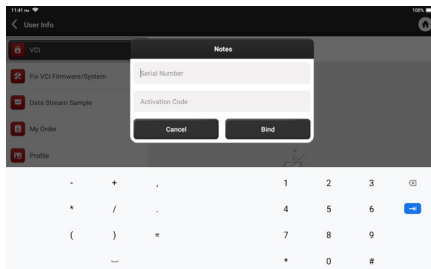 11:41 PM
100%
User Info
VCI
Fix VCI Firmware/System
Data Stream Sample
My Order
Profile
Notes
Serial Number
Activation Code
Cancel Bind
- + , 1 2 3
* / . 4 5 6
( ) = 7 8 9
* 0 #